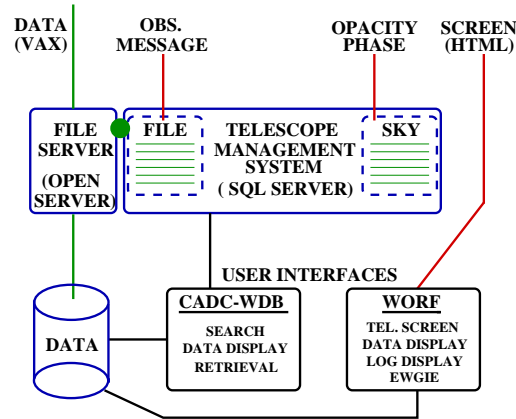 DATA
(VAX)
OBS.
MESSAGE
OPACITY
PHASE
SCREEN
(HTML)
FILE
SERVER
(OPEN
SERVER)
FILE
TELESCOPE
MANAGEMENT
SYSTEM
( SQL SERVER)
SKY
USER INTERFACES
DATA
CADC-WDB
SEARCH
DATA DISPLAY
RETRIEVAL
WORF
TEL. SCREEN
DATA DISPLAY
LOG DISPLAY
EWGIE